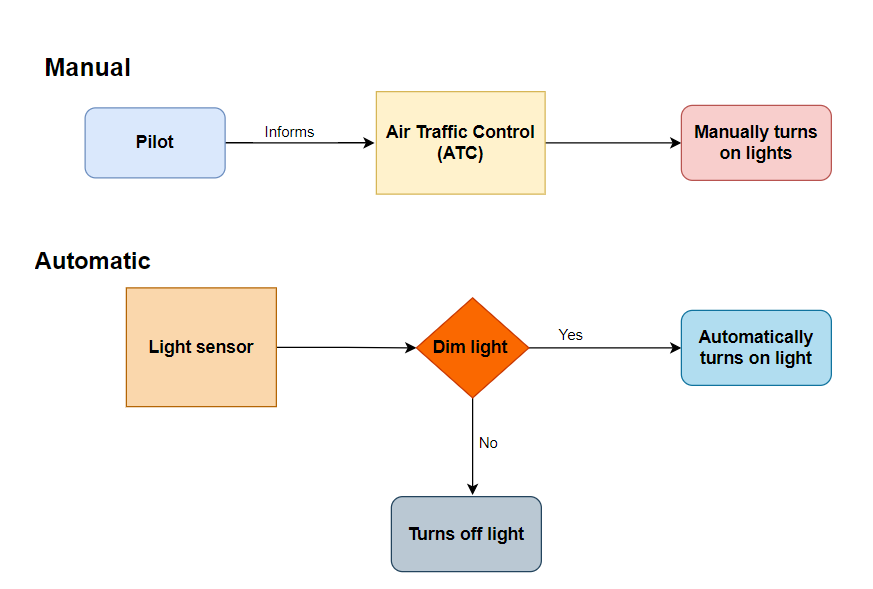 Manual
Pilot
Informs
Air Traffic Control
(ATC)
Manually turns
on lights
Automatic
Light sensor
Dim light
Yes
Automatically
turns on light
No
Turns off light